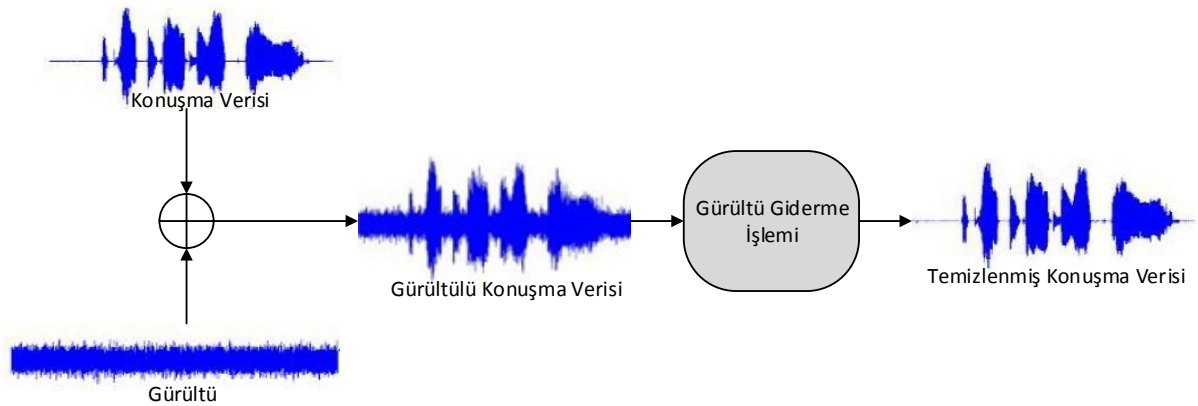 Konuşma Verisi
Gürültülü Konuşma Verisi
Gürültü Giderme
İşlemi
Temizlenmiş Konuşma Verisi
Gürültü